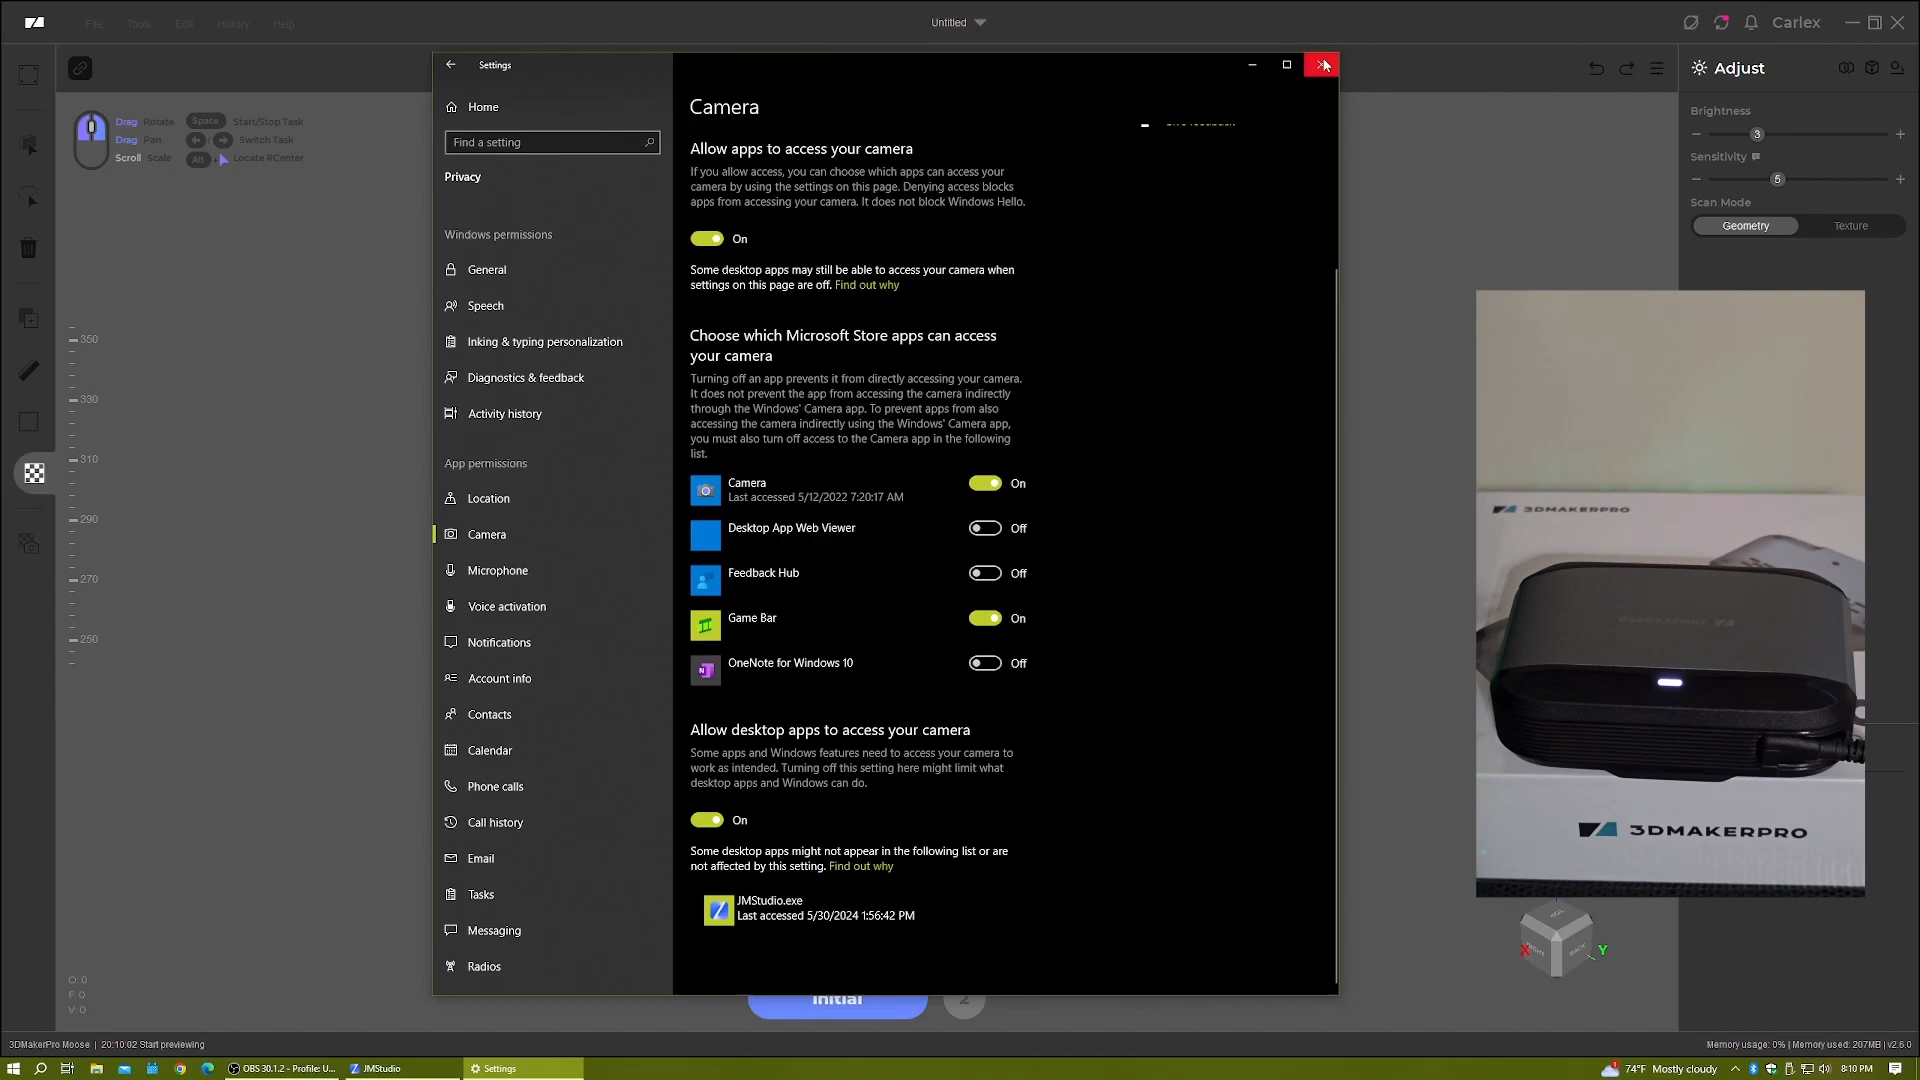 File Tools Edit History Help
Untitled
Carlex
Drag Rotate Space Start/Stop Task
Drag Pan Switch Task
Scroll Scale Alt + Locate RCenter
350
330
310
290
270
250
O: 0
F: 0
V: 0
Settings
Home
Find a setting
Privacy
Windows permissions
General
Speech
Inking & typing personalization
Diagnostics & feedback
Activity history
App permissions
Location
Camera
Microphone
Voice activation
Notifications
Account info
Contacts
Calendar
Phone calls
Call history
Email
Tasks
Messaging
Radios
Camera
Allow apps to access your camera
If you allow access, you can choose which apps can access your
camera by using the settings on this page. Denying access blocks
apps from accessing your camera. It does not block Windows Hello.
On
Some desktop apps may still be able to access your camera when
settings on this page are off. Find out why
Choose which Microsoft Store apps can access
your camera
Turning off an app prevents it from directly accessing your camera.
It does not prevent the app from accessing the camera indirectly
through the Windows' Camera app. To prevent apps from also
accessing the camera indirectly using the Windows' Camera app,
you must also turn off access to the Camera app in the following
list.
Camera On
Last accessed 5/12/2022 7:20:17 AM
Desktop App Web Viewer Off
Feedback Hub Off
Game Bar On
OneNote for Windows 10 Off
Allow desktop apps to access your camera
Some apps and Windows features need to access your camera to
work as intended. Turning off this setting here might limit what
desktop apps and Windows can do.
On
Some desktop apps might not appear in the following list or are
not affected by this setting. Find out why
JMStudio.exe
Last accessed 5/30/2024 1:56:42 PM
Initial 2
Adjust
Brightness
3
Sensitivity
5
Scan Mode
Geometry Texture
3DMAKERPRO
3DMAKERPRO
TOP
RIGHT BACK
X Y
3DMakerPro Moose | 20:10:02 Start previewing
Memory usage: 0% | Memory used: 207MB | v2.6.0
OBS 30.1.2 - Profile: U... JMStudio Settings
74°F Mostly cloudy 8:10 PM